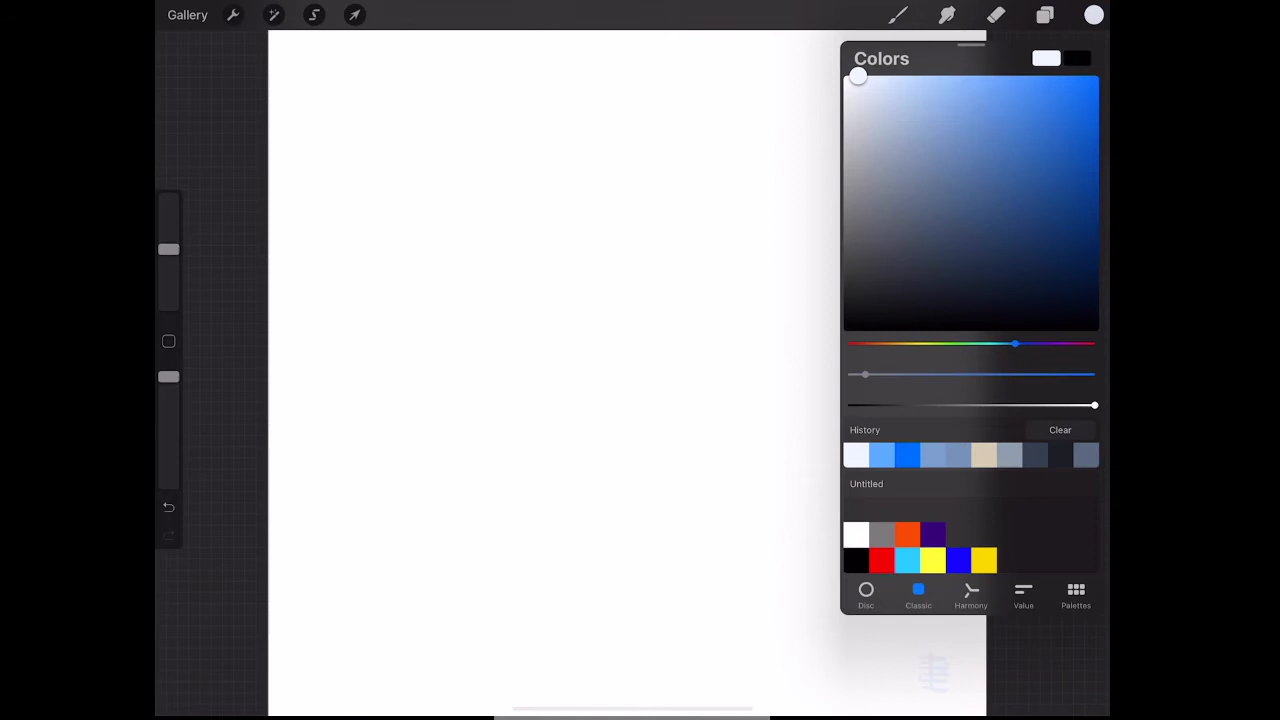 Gallery
Colors
History
Clear
Untitled
Disc
Classic
Harmony
Value
Palettes